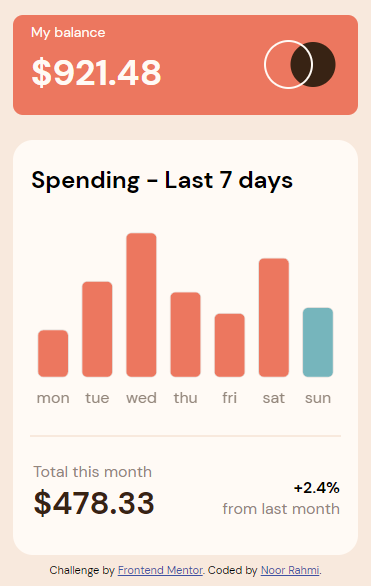 My balance
$921.48
Spending - Last 7 days
mon tue wed thu fri sat sun
Total this month
$478.33
+2.4%
from last month
Challenge by Frontend Mentor. Coded by Noor Rahmi.